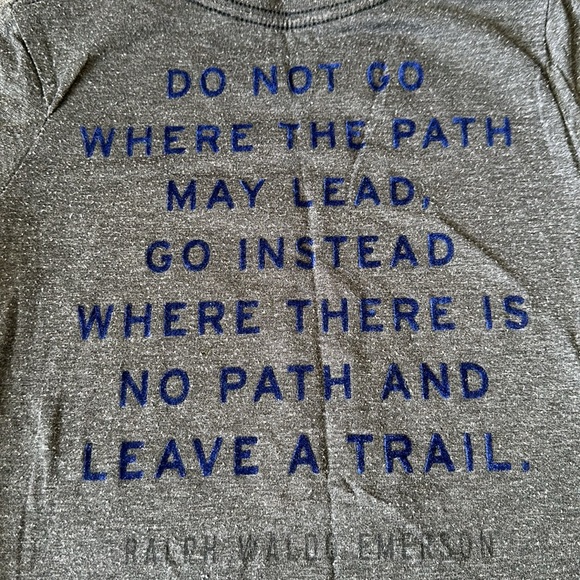 DO NOT GO
WHERE THE PATH
MAY LEAD,
GO INSTEAD
WHERE THERE IS
NO PATH AND
LEAVE A TRAIL.
RALPH WALDO EMERSON